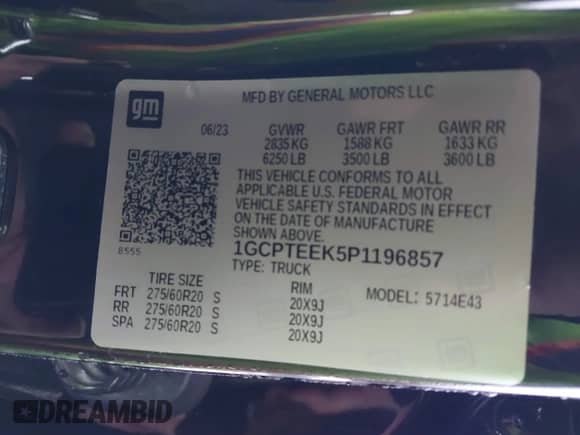 gm
MFD BY GENERAL MOTORS LLC
06/23 GVWR GAWR FRT GAWR RR
2835 KG 1588 KG 1633 KG
6250 LB 3500 LB 3600 LB
THIS VEHICLE CONFORMS TO ALL
APPLICABLE U.S. FEDERAL MOTOR
VEHICLE SAFETY STANDARDS IN EFFECT
ON THE DATE OF MANUFACTURE
SHOWN ABOVE.
8555
1GCPTEEK5P1196857
TYPE: TRUCK
TIRE SIZE RIM MODEL: 5714E43
FRT 275/60R20 S 20X9J
RR 275/60R20 S 20X9J
SPA 275/60R20 S 20X9J
DREAMBID